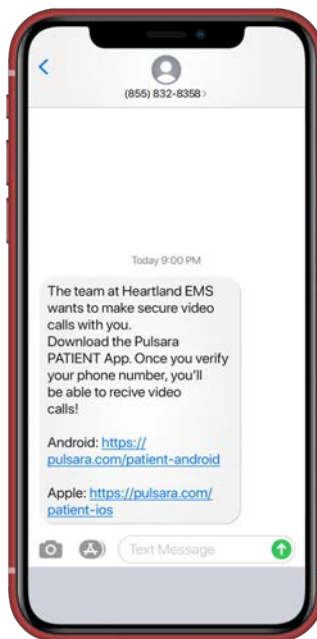 (855) 832-8358 >
Today 9:00 PM
The team at Heartland EMS
wants to make secure video
calls with you.
Download the Pulsara
PATIENT App. Once you verify
your phone number, you'll
be able to recive video
calls!
Android: https://
pulsara.com/patient-android
Apple: https://pulsara.com/
patient-ios
Text Message